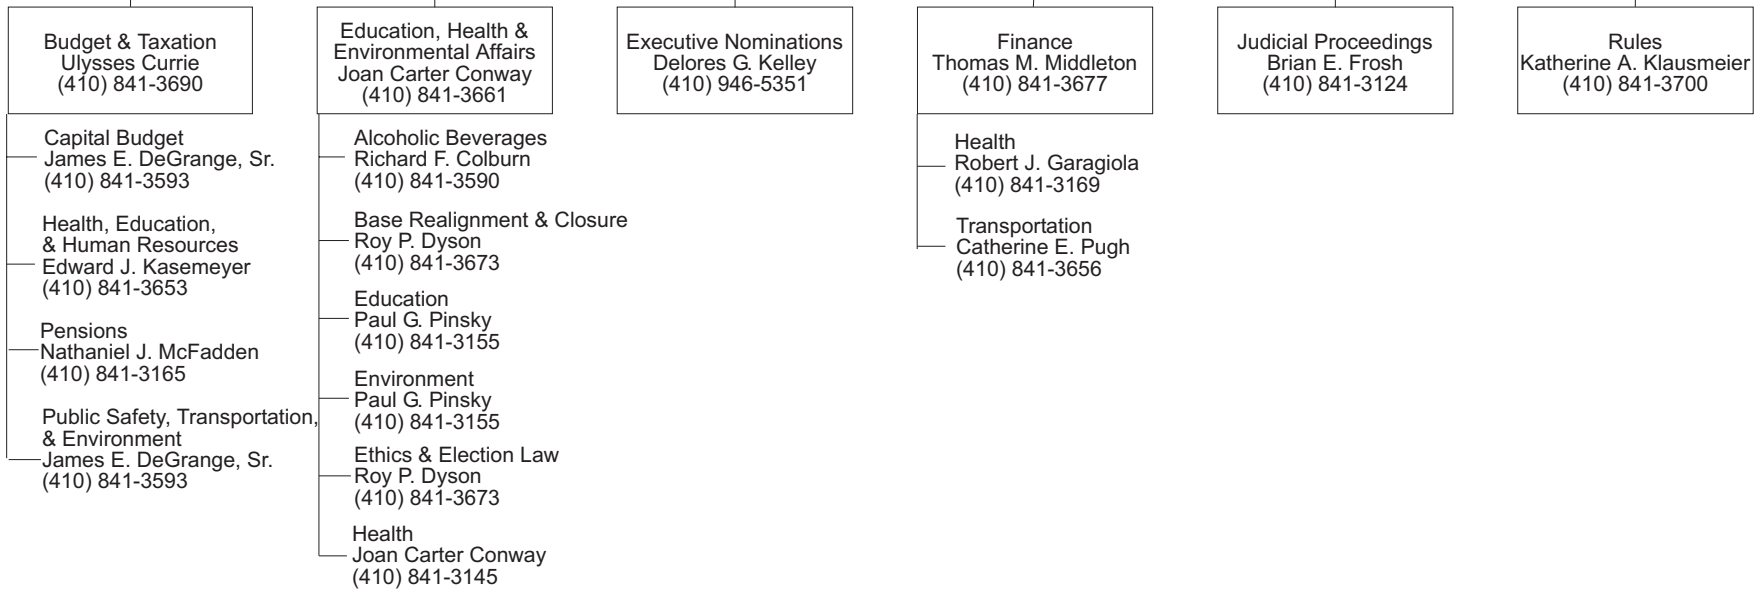 Budget & Taxation
Ulysses Currie
(410) 841-3690
Education, Health &
Environmental Affairs
Joan Carter Conway
(410) 841-3661
Executive Nominations
Delores G. Kelley
(410) 946-5351
Finance
Thomas M. Middleton
(410) 841-3677
Judicial Proceedings
Brian E. Frosh
(410) 841-3124
Rules
Katherine A. Klausmeier
(410) 841-3700
Capital Budget
James E. DeGrange, Sr.
(410) 841-3593
Health, Education,
& Human Resources
Edward J. Kasemeyer
(410) 841-3653
Pensions
Nathaniel J. McFadden
(410) 841-3165
Public Safety, Transportation,
& Environment
James E. DeGrange, Sr.
(410) 841-3593
Alcoholic Beverages
Richard F. Colburn
(410) 841-3590
Base Realignment & Closure
Roy P. Dyson
(410) 841-3673
Education
Paul G. Pinsky
(410) 841-3155
Environment
Paul G. Pinsky
(410) 841-3155
Ethics & Election Law
Roy P. Dyson
(410) 841-3673
Health
Joan Carter Conway
(410) 841-3145
Health
Robert J. Garagiola
(410) 841-3169
Transportation
Catherine E. Pugh
(410) 841-3656